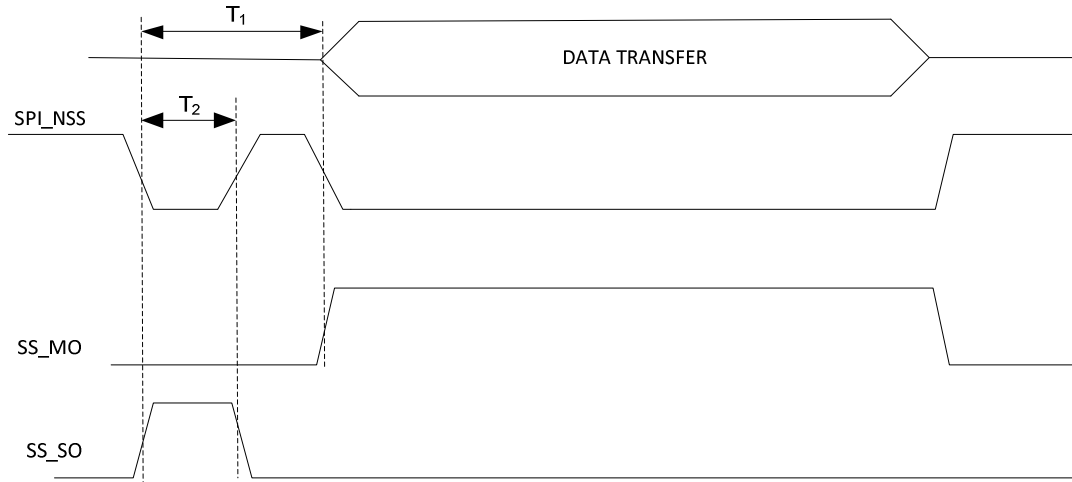 T₁
DATA TRANSFER
T₂
SPI_NSS
SS_MO
SS_SO